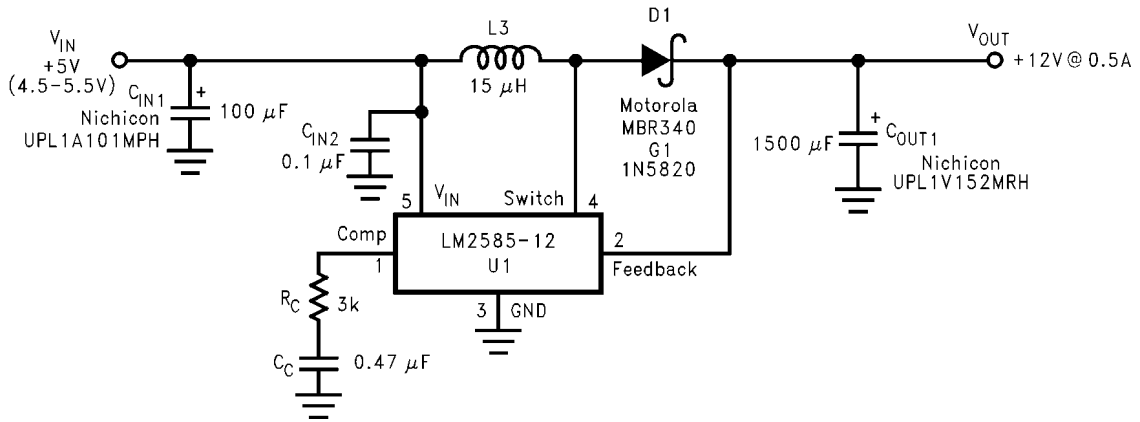 V_IN
+5V
(4.5-5.5V)
C_IN1
+
Nichicon
UPL1A101MPH
100 μF
L3
15 μH
D1
Motorola
MBR340
G1
1N5820
V_OUT
+12V@0.5A
C_IN2
0.1 μF
1500 μF
+
C_OUT1
Nichicon
UPL1V152MRH
5
V_IN
Switch
4
Comp
1
LM2585-12
U1
2
Feedback
3
GND
R_C
3k
C_C
0.47 μF